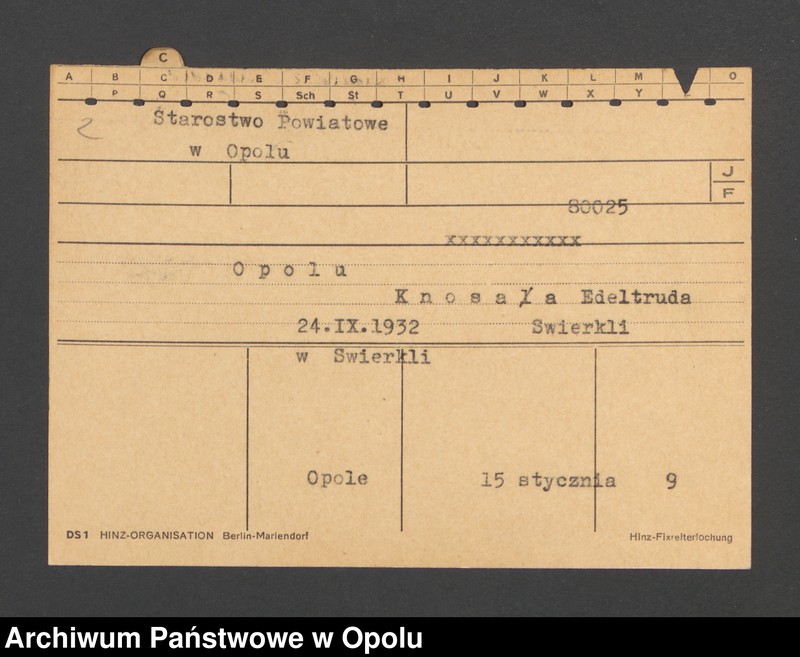 C
A B C D E F G H I J K L M O
P Q R S Sch St T U V W X Y
2
Starostwo Powiatowe
w Opolu
J
F
80025
xxxxxxxxxxx
Opolu
Knosała Edeltruda
24.IX.1932 Swierkli
w Swierkli
Opole 15 stycznia 9
DS1 HINZ-ORGANISATION Berlin-Mariendorf Hinz-Fixreiterlochung
Archiwum Państwowe w Opolu